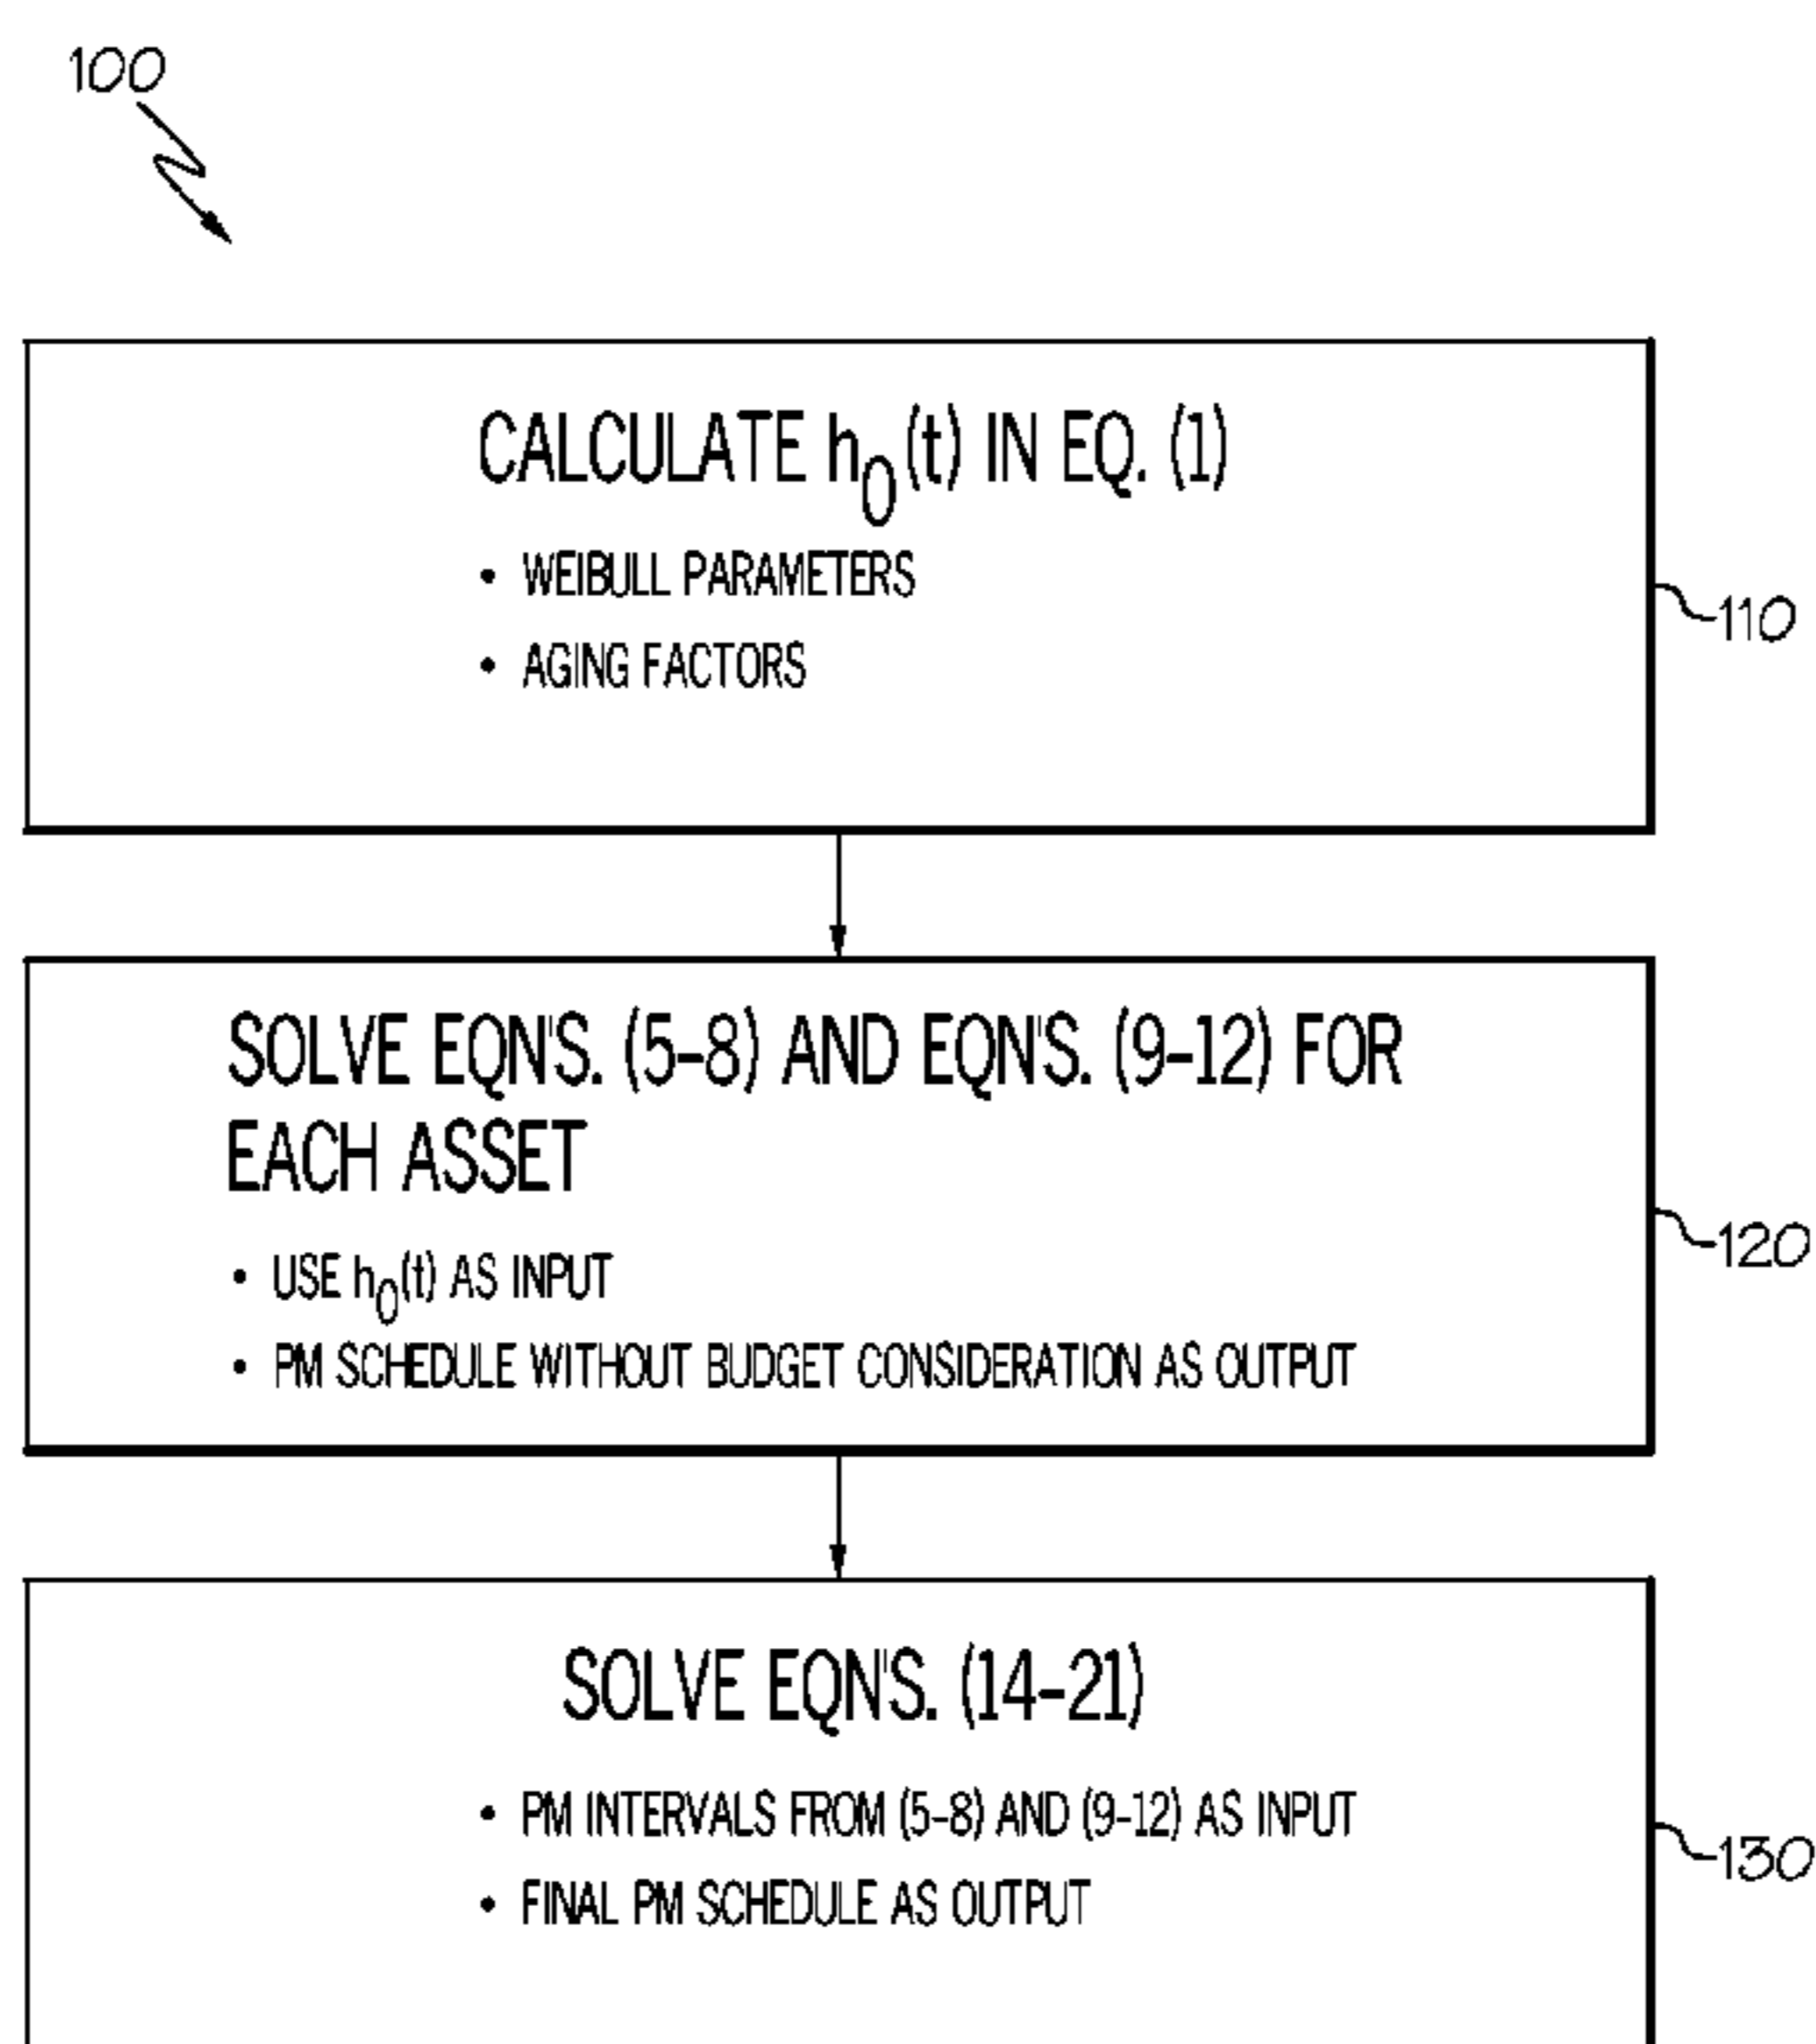 100
CALCULATE h0(t) IN EQ. (1)
• WEIBULL PARAMETERS
• AGING FACTORS
110
SOLVE EQN'S. (5-8) AND EQN'S. (9-12) FOR
EACH ASSET
• USE h0(t) AS INPUT
• PM SCHEDULE WITHOUT BUDGET CONSIDERATION AS OUTPUT
120
SOLVE EQN'S. (14-21)
• PM INTERVALS FROM (5-8) AND (9-12) AS INPUT
• FINAL PM SCHEDULE AS OUTPUT
130